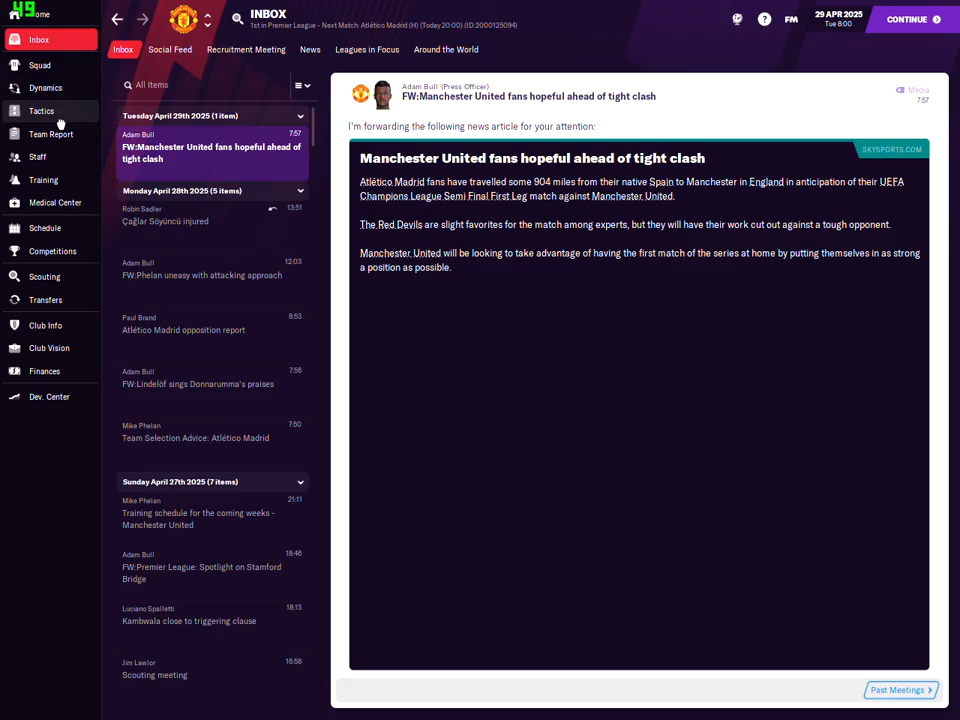 49
ome
INBOX
1st in Premier League - Next Match: Atlético Madrid (H) (Today 20:00) (ID:2000125094)
?
FM
29 APR 2025
Tue 8:00
CONTINUE
Inbox
Squad
Dynamics
Tactics
Team Report
Staff
Training
Medical Center
Schedule
Competitions
Scouting
Transfers
Club Info
Club Vision
Finances
Dev. Center
Inbox
Social Feed
Recruitment Meeting
News
Leagues in Focus
Around the World
All Items
Tuesday April 29th 2025 (1 item)
Adam Bull
7:57
FW:Manchester United fans hopeful ahead of
tight clash
Monday April 28th 2025 (5 items)
Robin Sadler
13:51
Çağlar Söyüncü injured
Adam Bull
12:03
FW:Phelan uneasy with attacking approach
Paul Brand
8:53
Atlético Madrid opposition report
Adam Bull
7:56
FW:Lindelöf sings Donnarumma's praises
Mike Phelan
7:50
Team Selection Advice: Atlético Madrid
Sunday April 27th 2025 (7 items)
Mike Phelan
21:11
Training schedule for the coming weeks -
Manchester United
Adam Bull
18:46
FW:Premier League: Spotlight on Stamford
Bridge
Luciano Spalletti
18:13
Kambwala close to triggering clause
Jim Lawlor
16:58
Scouting meeting
Adam Bull (Press Officer)
FW:Manchester United fans hopeful ahead of tight clash
Media
7:57
I'm forwarding the following news article for your attention:
SKYSPORTS.COM
Manchester United fans hopeful ahead of tight clash
Atlético Madrid fans have travelled some 904 miles from their native Spain to Manchester in England in anticipation of their UEFA
Champions League Semi Final First Leg match against Manchester United.
The Red Devils are slight favorites for the match among experts, but they will have their work cut out against a tough opponent.
Manchester United will be looking to take advantage of having the first match of the series at home by putting themselves in as strong
a position as possible.
Past Meetings